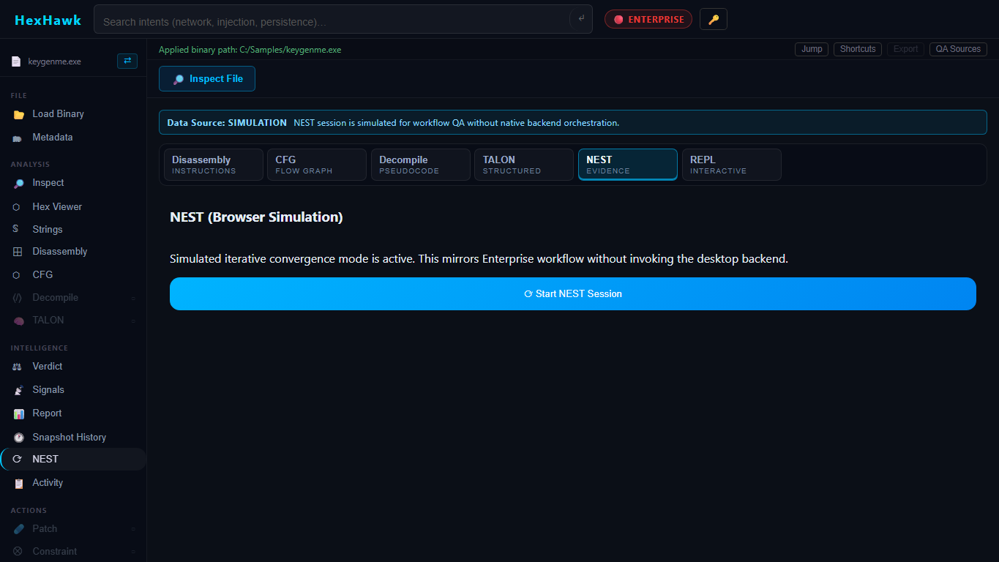 HexHawk
Search intents (network, injection, persistence)…
ENTERPRISE
keygenme.exe
Applied binary path: C:/Samples/keygenme.exe
Jump
Shortcuts
Export
QA Sources
Inspect File
FILE
Load Binary
Metadata
ANALYSIS
Inspect
Hex Viewer
Strings
Disassembly
CFG
Decompile
TALON
INTELLIGENCE
Verdict
Signals
Report
Snapshot History
NEST
Activity
ACTIONS
Patch
Constraint
Data Source: SIMULATION NEST session is simulated for workflow QA without native backend orchestration.
Disassembly
INSTRUCTIONS
CFG
FLOW GRAPH
Decompile
PSEUDOCODE
TALON
STRUCTURED
NEST
EVIDENCE
REPL
INTERACTIVE
NEST (Browser Simulation)
Simulated iterative convergence mode is active. This mirrors Enterprise workflow without invoking the desktop backend.
⟳ Start NEST Session